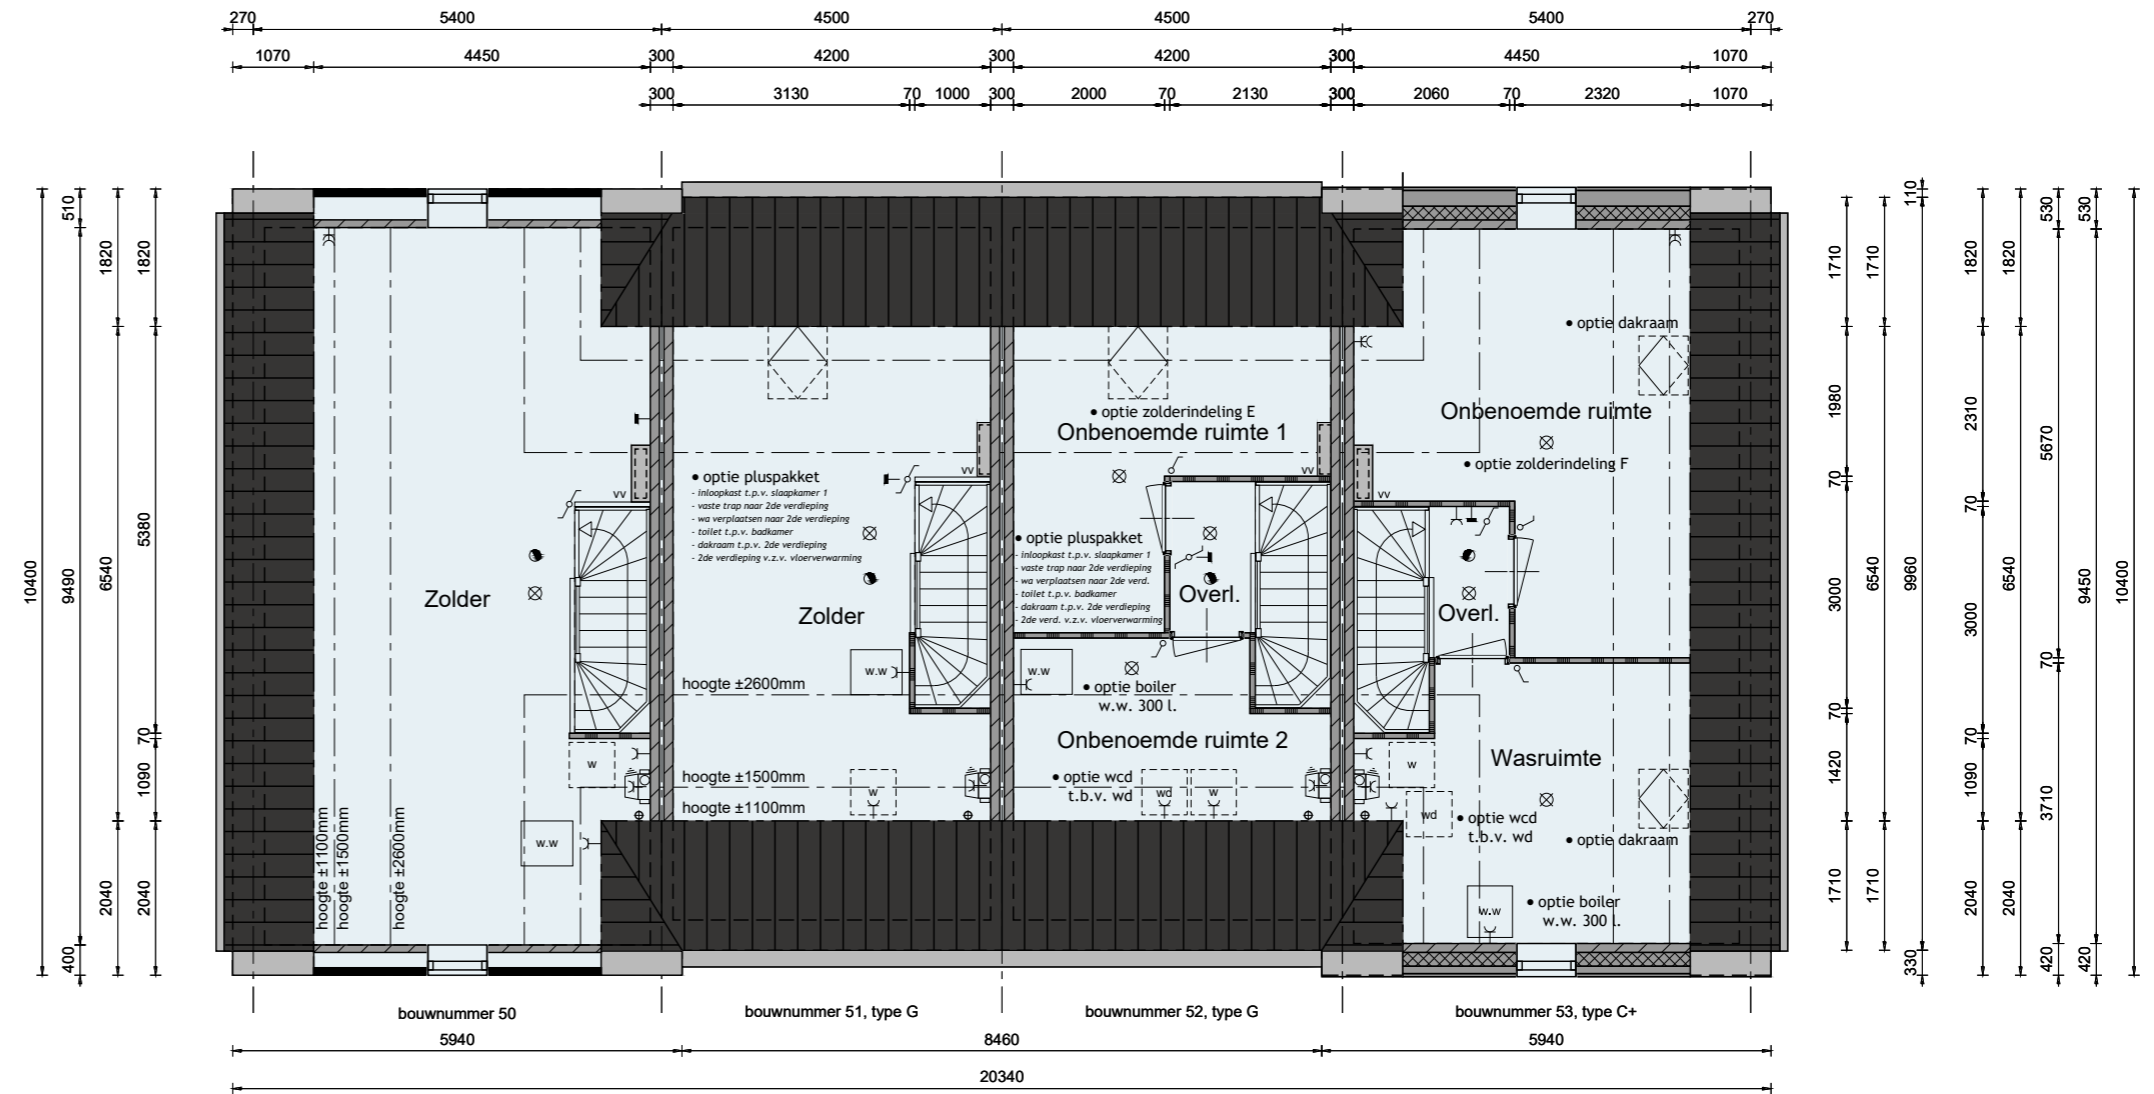 270 5400 4500 4500 5400 270
1070 4450 300 4200 300 4200 300 4450 1070
300 3130 70 1000 300 2000 70 2130 300 2060 70 2320 1070
10400
510 9490 400
1820 6540 2040
1820 5380 70 1090 2040
Zolder
hoogte ±1100mm
hoogte ±1500mm
hoogte ±2600mm
vv
w
w.w
• optie pluspakket
- inloopkast t.p.v. slaapkamer 1
- vaste trap naar 2de verdieping
- wa verplaatsen naar 2de verdieping
- toilet t.p.v. badkamer
- dakraam t.p.v. 2de verdieping
- 2de verdieping v.z.v. vloerverwarming
vv
Zolder
w.w
hoogte ±2600mm
hoogte ±1500mm
hoogte ±1100mm
w
• optie zolderindeling E
Onbenoemde ruimte 1
vv
• optie pluspakket
- inloopkast t.p.v. slaapkamer 1
- vaste trap naar 2de verdieping
- wa verplaatsen naar 2de verd.
- toilet t.p.v. badkamer
- dakraam t.p.v. 2de verdieping
- 2de verd. v.z.v. vloerverwarming
Overl.
w.w
• optie boiler
w.w. 300 l.
Onbenoemde ruimte 2
• optie wcd
t.b.v. wd
wd
w
• optie dakraam
Onbenoemde ruimte
• optie zolderindeling F
vv
Overl.
Wasruimte
w
wd
• optie wcd
t.b.v. wd
• optie dakraam
w.w
• optie boiler
w.w. 300 l.
1710 1980 70 3000 70 1420 1710
1710 6540 1710
110 9960 330
1820 2310 70 3000 70 1090 2040
1820 6540 2040
530 5670 70 3710 420
530 9450 420
10400
bouwnummer 50
bouwnummer 51, type G
bouwnummer 52, type G
bouwnummer 53, type C+
5940 8460 5940
20340